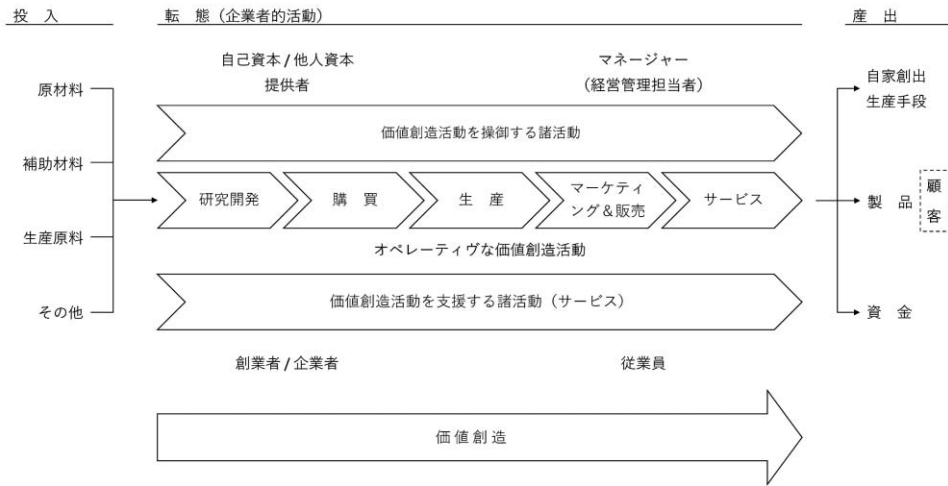 投 入
転 態（企業者的活動）
産 出
自己資本 / 他人資本
提供者
マネージャー
（経営管理担当者）
原材料
補助材料
生産原料
その他
価値創造活動を操御する諸活動
研究開発
購 買
生 産
マーケティ
ング＆販売
サービス
オペレーティヴな価値創造活動
価値創造活動を支援する諸活動（サービス）
創業者 / 企業者
従業員
自家創出
生産手段
製 品
顧
客
資 金
価値創造